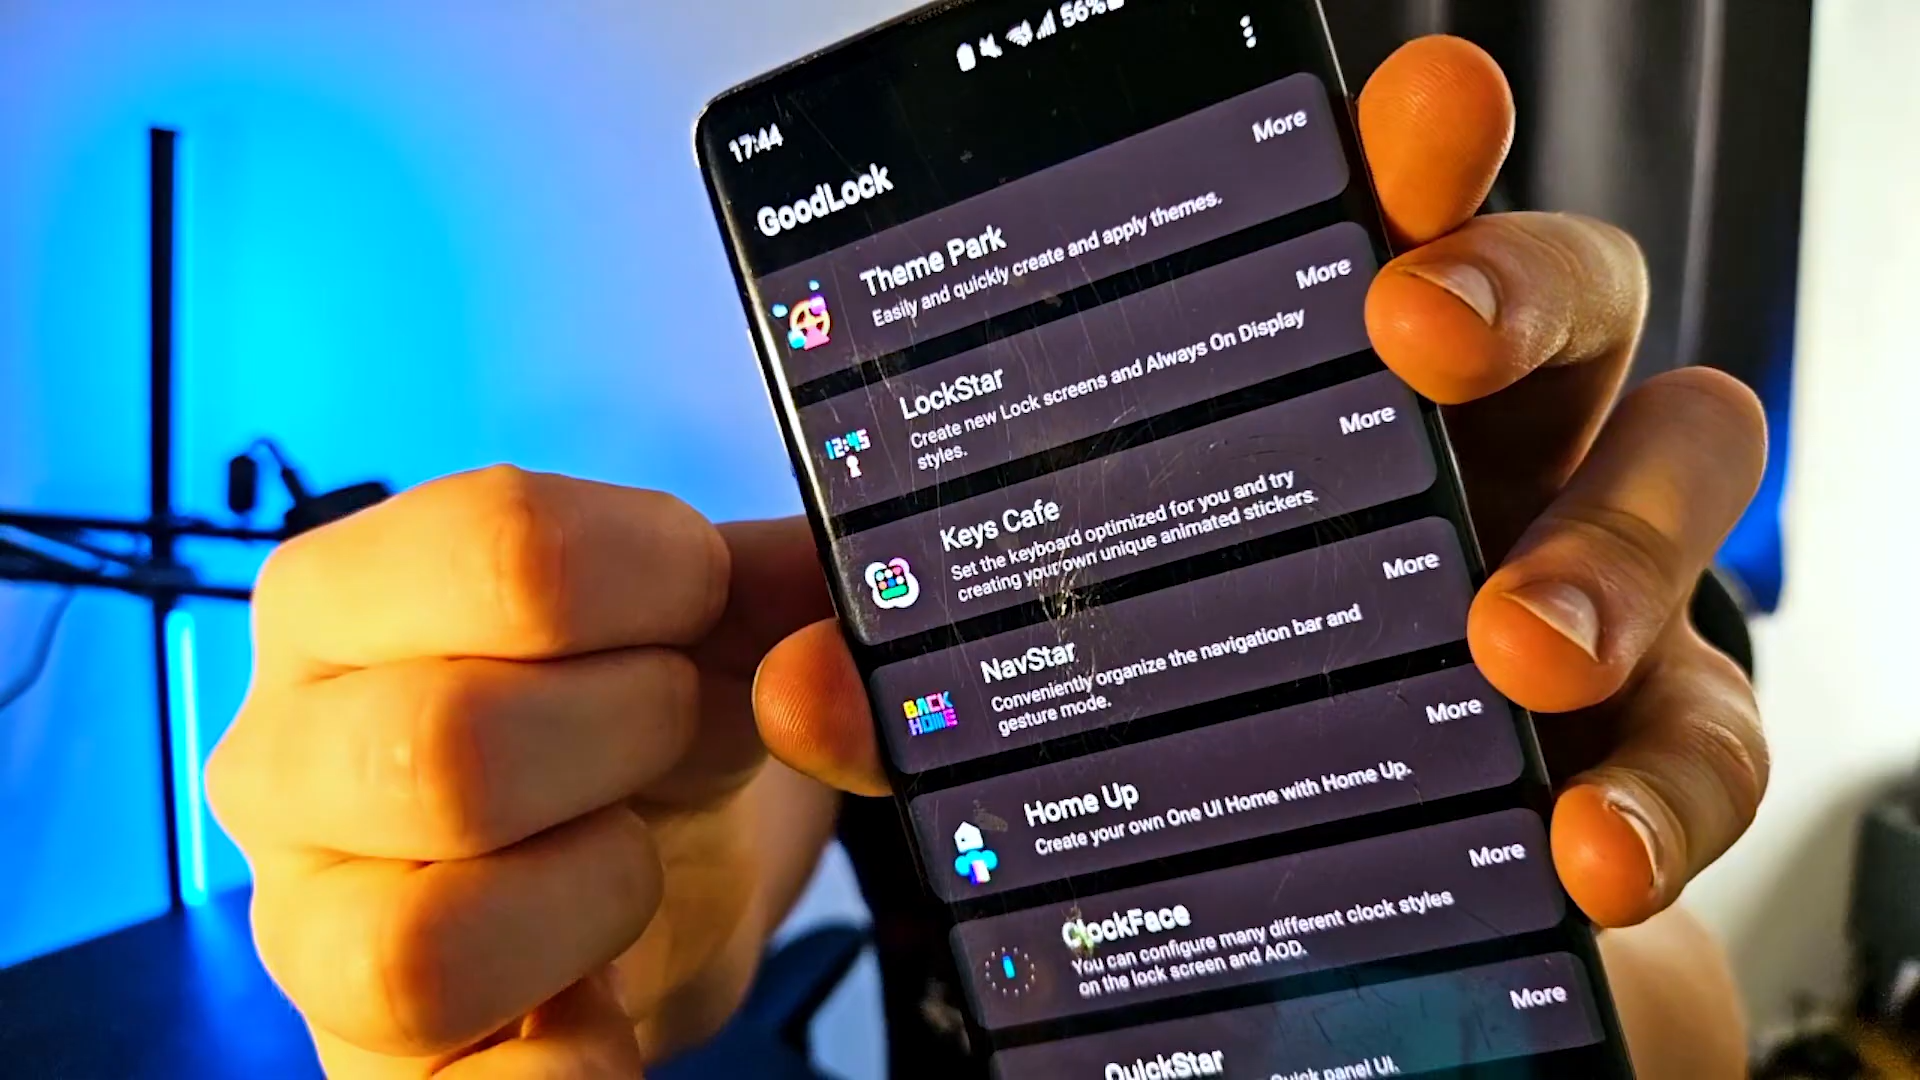 56%
17:44
GoodLock
More
Theme Park
Easily and quickly create and apply themes.
More
LockStar
Create new Lock screens and Always On Display
styles.
12:45
More
Keys Cafe
Set the keyboard optimized for you and try
creating your own unique animated stickers.
More
NavStar
Conveniently organize the navigation bar and
gesture mode.
BACK
HOME
More
Home Up
Create your own One UI Home with Home Up.
More
ClockFace
You can configure many different clock styles
on the lock screen and AOD.
More
QuickStar
Quick panel UI.